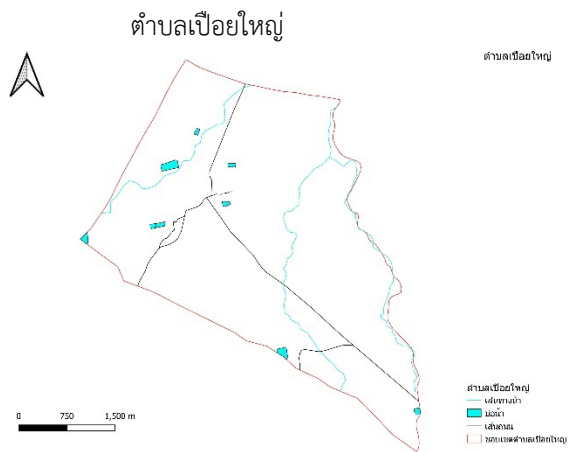 ตำบลเปือยใหญ่
ตำบลเปือยใหญ่
0 750 1,500 m
ตำบลเปือยใหญ่
เส้นทางน้ำ
บ่อน้ำ
เส้นถนน
ขอบเขตตำบลเปือยใหญ่